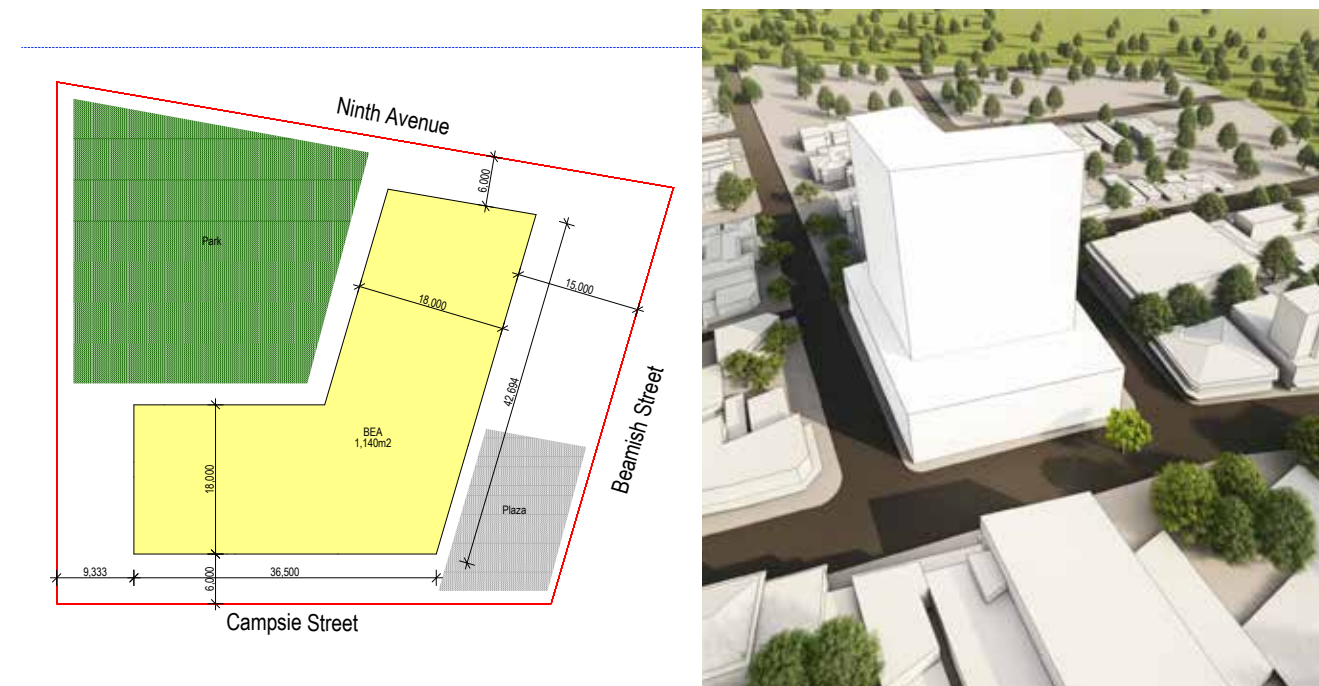 Ninth Avenue
6.000
Park
15.000
18.000
42.694
Beamish Street
BEA
1,140m2
18.000
Plaza
9,333
6.000
36,500
Campsie Street